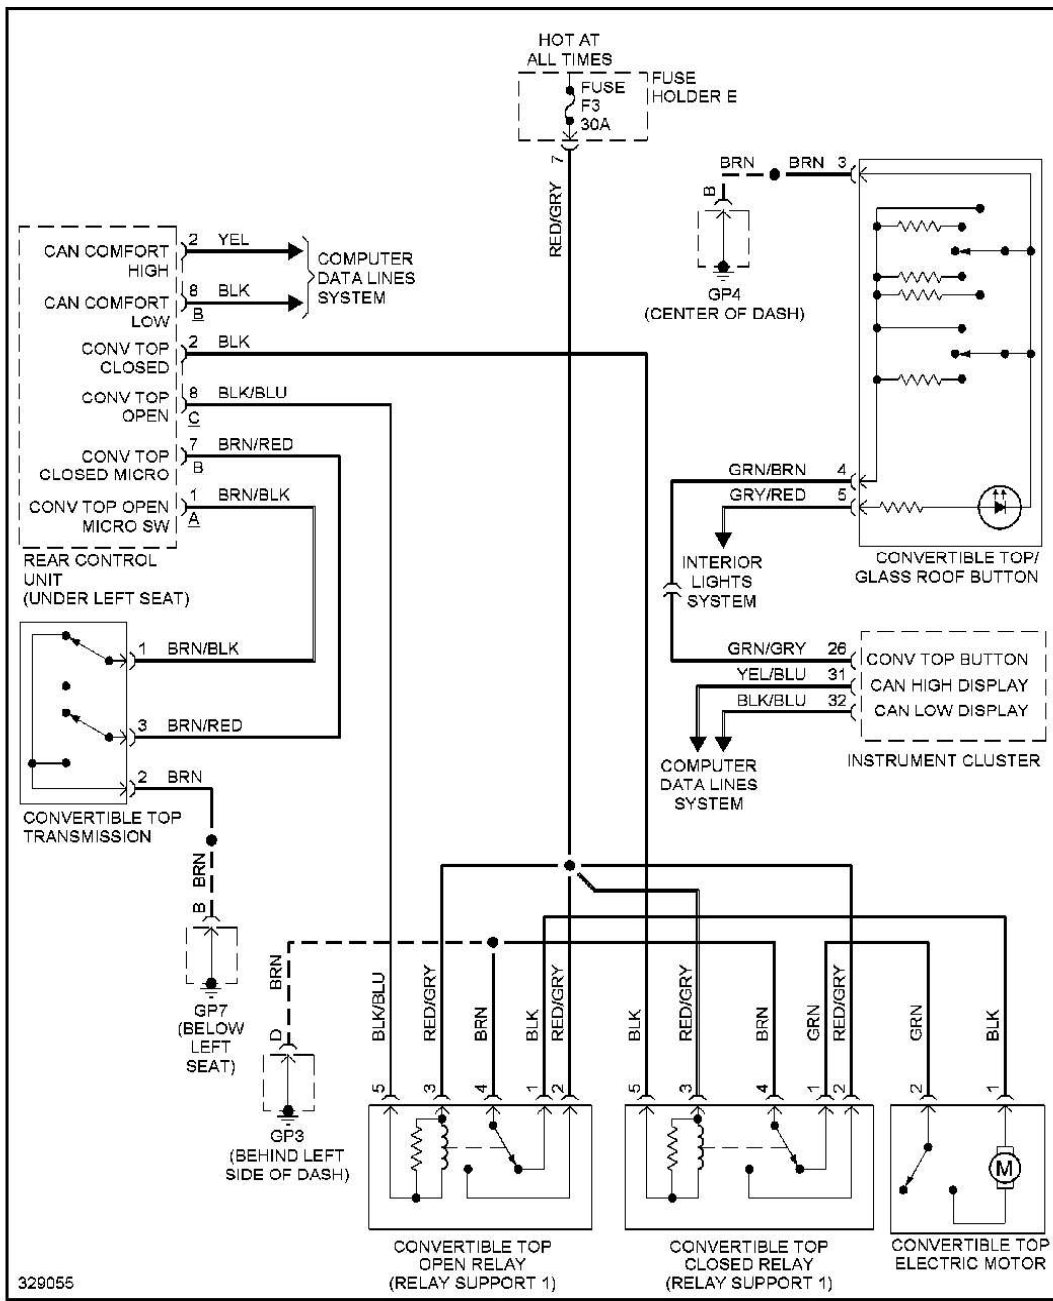 HOT AT
ALL TIMES
FUSE
F3
30A
FUSE
HOLDER E
7
RED/GRY
BRN
BRN 3
B
GP4
(CENTER OF DASH)
CAN COMFORT
HIGH
2 YEL
CAN COMFORT
LOW
8 BLK
B
COMPUTER
DATA LINES
SYSTEM
CONV TOP
CLOSED
2 BLK
CONV TOP
OPEN
8 BLK/BLU
C
CONV TOP
CLOSED MICRO
7 BRN/RED
B
CONV TOP OPEN
MICRO SW
1 BRN/BLK
A
REAR CONTROL
UNIT
(UNDER LEFT SEAT)
GRN/BRN 4
GRY/RED 5
INTERIOR
LIGHTS
SYSTEM
CONVERTIBLE TOP/
GLASS ROOF BUTTON
1 BRN/BLK
3 BRN/RED
2 BRN
CONVERTIBLE TOP
TRANSMISSION
GRN/GRY 26 CONV TOP BUTTON
YEL/BLU 31 CAN HIGH DISPLAY
BLK/BLU 32 CAN LOW DISPLAY
INSTRUMENT CLUSTER
COMPUTER
DATA LINES
SYSTEM
BRN
B
GP7
(BELOW
LEFT
SEAT)
BRN
D
GP3
(BEHIND LEFT
SIDE OF DASH)
BLK/BLU
RED/GRY
BRN
BLK
RED/GRY
BLK
RED/GRY
BRN
GRN
RED/GRY
GRN
BLK
5 3 4 1 2
5 3 4 1 2
2 1
M
CONVERTIBLE TOP
OPEN RELAY
(RELAY SUPPORT 1)
CONVERTIBLE TOP
CLOSED RELAY
(RELAY SUPPORT 1)
CONVERTIBLE TOP
ELECTRIC MOTOR
329055